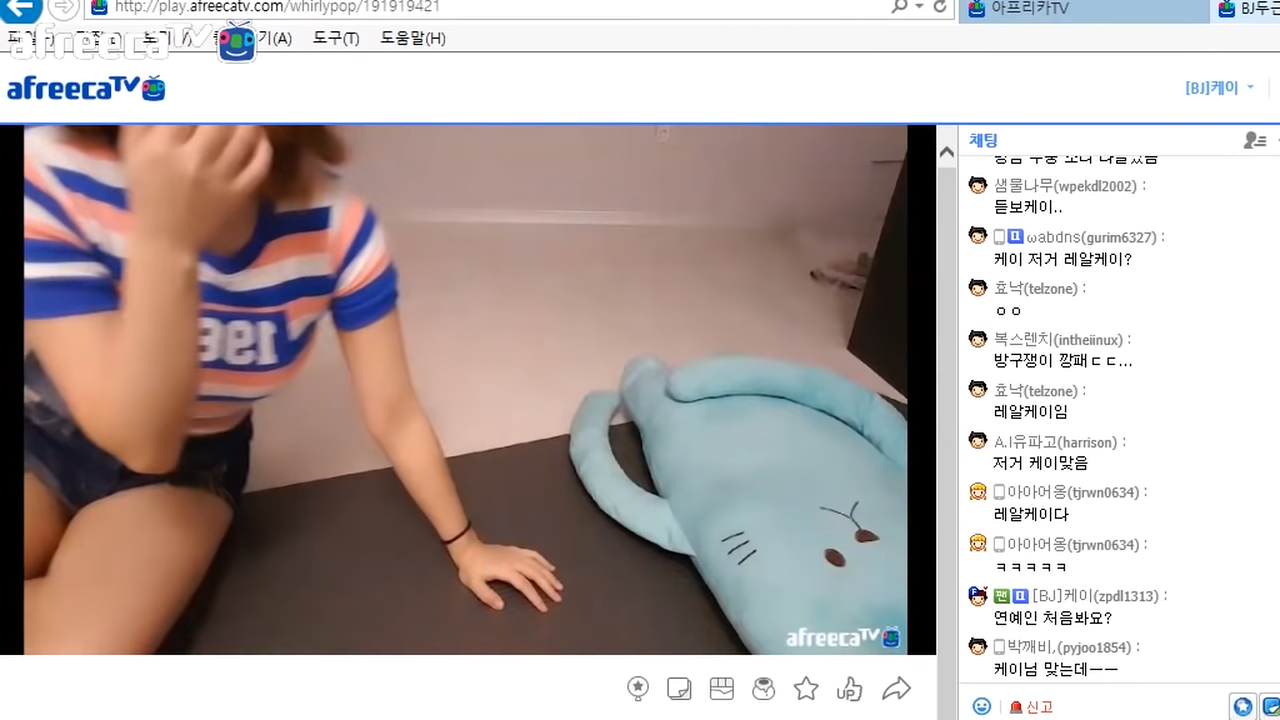 http://play.afreecatv.com/whirlypop/191919421
아프리카TV
BJ두근
afreecaTV
기(A) 도구(T) 도움말(H)
afreecaTV
[BJ]케이
채팅
샘물나무(wpekdl2002) :
듣보케이..
ωabdns(gurim6327) :
케이 저거 레알케이?
효낙(telzone) :
ㅇㅇ
복스렌치(intheiinux) :
방구쟁이 깡패ㄷㄷ...
효낙(telzone) :
레알케이임
A.I유파고(harrison) :
저거 케이맞음
아아어옹(tjrwn0634) :
레알케이다
아아어옹(tjrwn0634) :
ㅋㅋㅋㅋㅋ
팬 [BJ]케이(zpdl1313) :
연예인 처음봐요?
박깨비,(pyjoo1854) :
케이님 맞는데ㅡㅡ
신고
1961
afreecaTV
UP